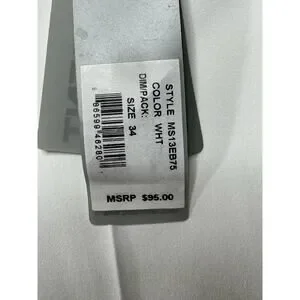 STYLE MS13EB75
COLOR WHT
DIM/PACK:
SIZE 34
MSRP $95.00